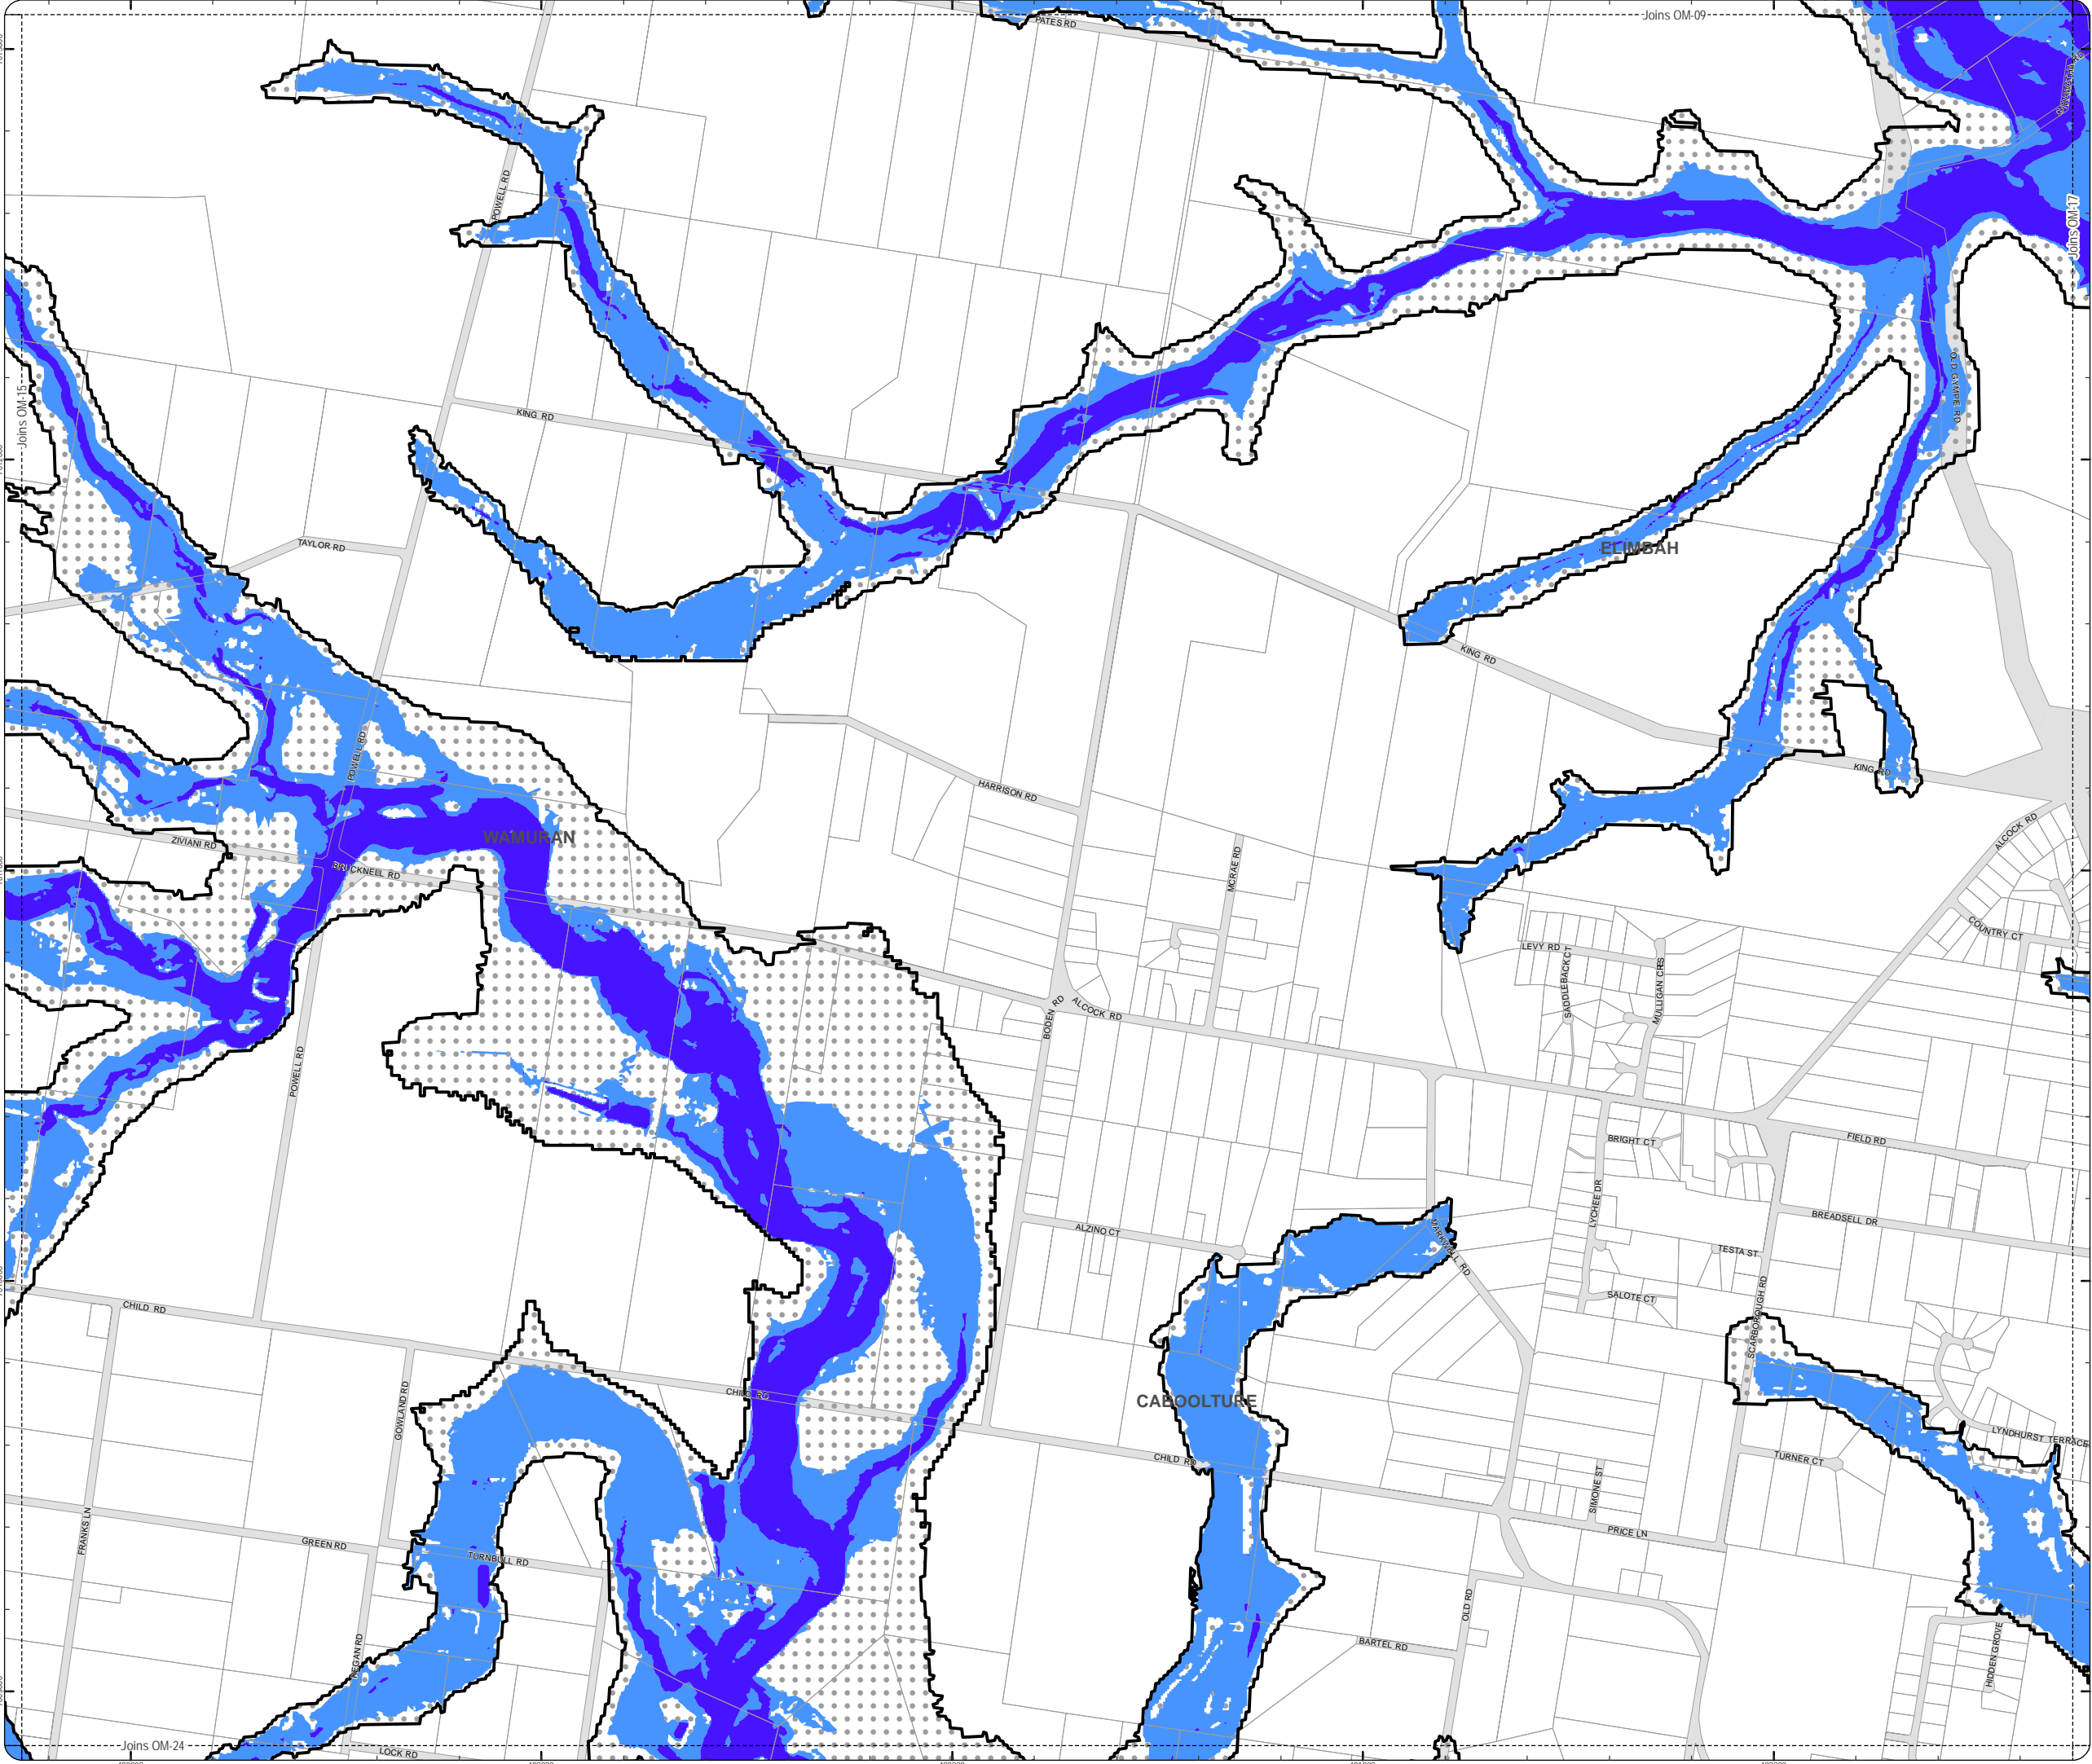 PATES RD
Joins OM-09
POWELL RD
Joins OM-17
OLD GYMPIE RD
Joins OM-15
KING RD
TAYLOR RD
ELIMBAH
KING RD
POWELL RD
KING RD
HARRISON RD
ALCOCK RD
WAMURAN
ZIVIANI RD
BRUCKNELL RD
MCRAE RD
COUNTRY CT
LEVY RD
SADDLEBACK CT
MULLIGAN CRES
BODEN RD
ALCOCK RD
POWELL RD
BRIGHT CT
FIELD RD
LYCHEE DR
BREADSELL DR
ALZINO CT
MARKWELL RD
TESTA ST
SALOTE CT
SCARBOROUGH RD
CHILD RD
CHILD RD
GOWLAND RD
CABOOLTURE
LYNDHURST TERRACE
CHILD RD
TURNER CT
SIMONE ST
FRANKS LN
GREEN RD
TURNBULL RD
PRICE LN
OLD RD
BARTEL RD
HIDDEN GROVE
Joins OM-24
LOCK RD